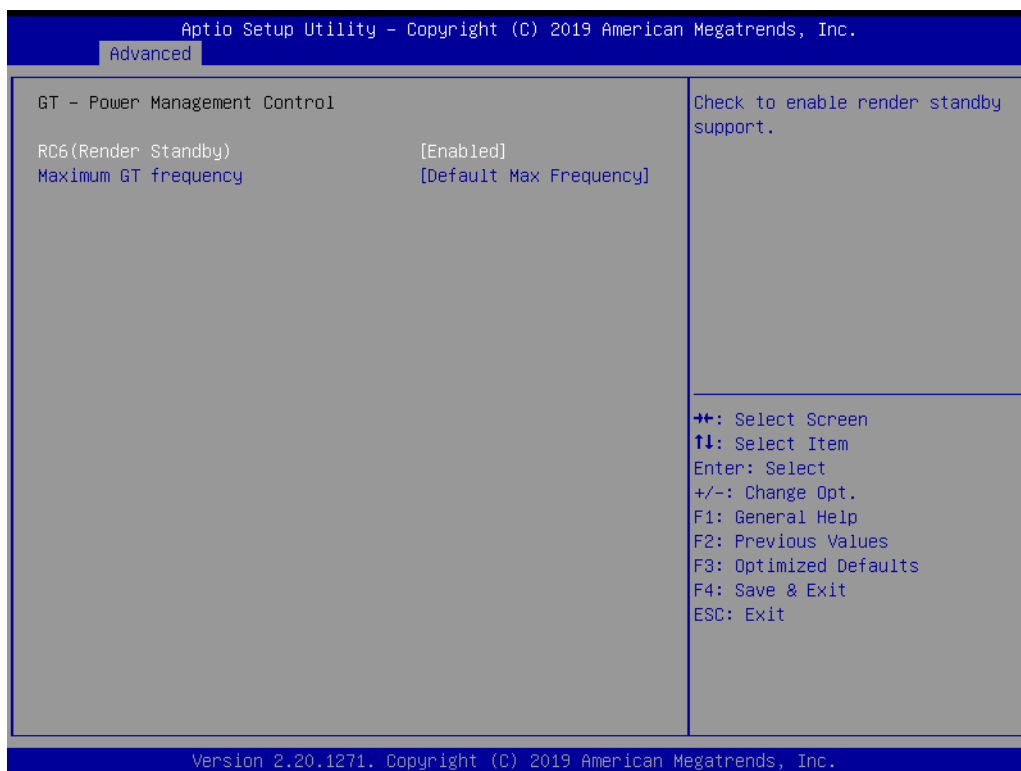 Aptio Setup Utility – Copyright (C) 2019 American Megatrends, Inc.
Advanced
GT – Power Management Control
RC6(Render Standby) [Enabled]
Maximum GT frequency [Default Max Frequency]
Check to enable render standby
support.
→←: Select Screen
↑↓: Select Item
Enter: Select
+/-: Change Opt.
F1: General Help
F2: Previous Values
F3: Optimized Defaults
F4: Save & Exit
ESC: Exit
Version 2.20.1271. Copyright (C) 2019 American Megatrends, Inc.